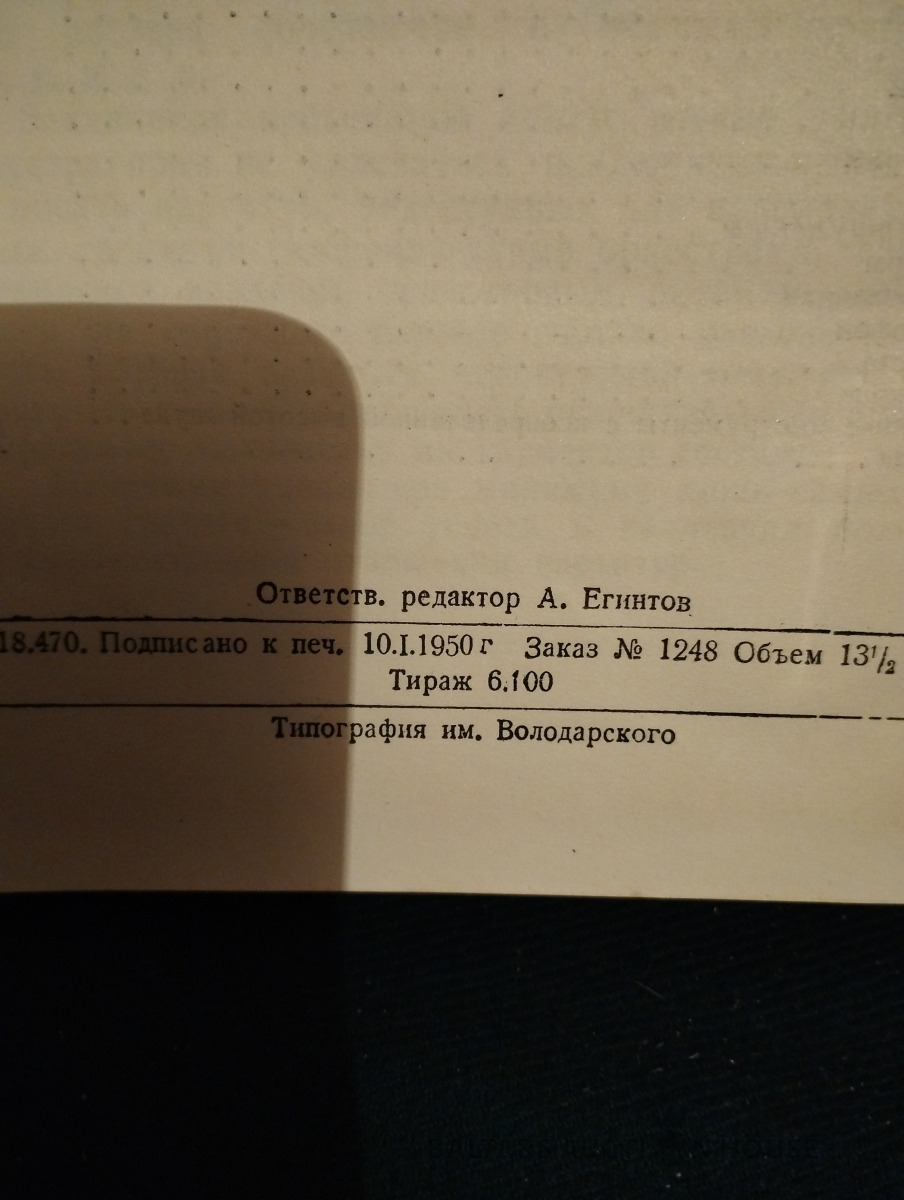 Ответств. редактор А. Егинтов
18.470. Подписано к печ. 10.I.1950 г Заказ № 1248 Объем 13¹/₂
Тираж 6.100
Типография им. Володарского